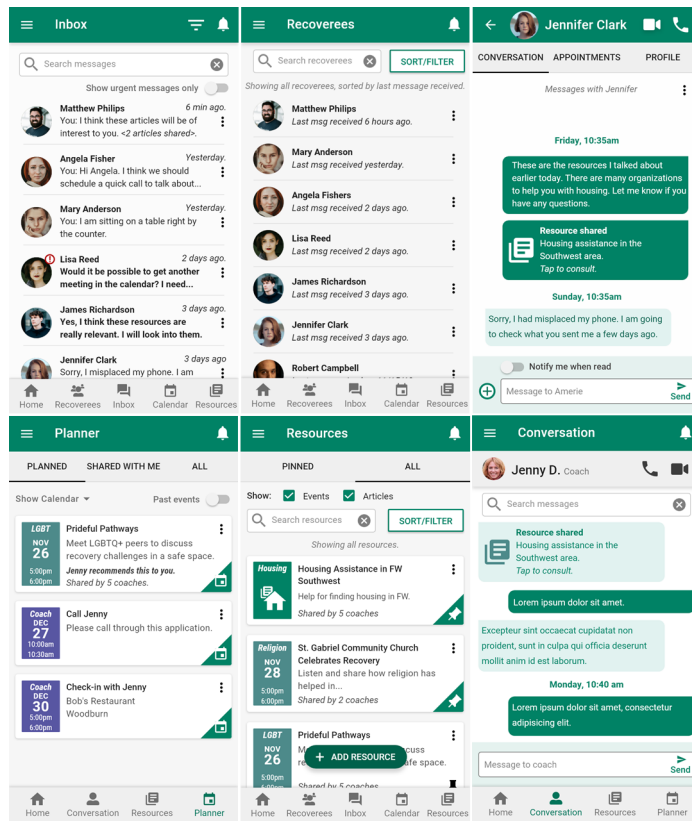 Inbox
Search messages
Show urgent messages only
Matthew Philips 6 min ago.
You: I think these articles will be of
interest to you. <2 articles shared>.
Angela Fisher Yesterday.
You: Hi Angela. I think we should
schedule a quick call to talk about...
Mary Anderson Yesterday.
You: I am sitting on a table right by
the counter.
Lisa Reed 2 days ago.
Would it be possible to get another
meeting in the calendar? I need...
James Richardson 3 days ago.
Yes, I think these resources are
really relevant. I will look into them.
Jennifer Clark 3 days ago
Sorry, I misplaced my phone. I am
Home Recoverees Inbox Calendar Resources
Recoverees
Search recoverees
SORT/FILTER
Showing all recoverees, sorted by last message received.
Matthew Philips
Last msg received 6 hours ago.
Mary Anderson
Last msg received yesterday.
Angela Fishers
Last msg received 2 days ago.
Lisa Reed
Last msg received 2 days ago.
James Richardson
Last msg received 3 days ago.
Jennifer Clark
Last msg received 3 days ago.
Robert Campbell
Home Recoverees Inbox Calendar Resources
Jennifer Clark
CONVERSATION APPOINTMENTS PROFILE
Messages with Jennifer
Friday, 10:35am
These are the resources I talked about
earlier today. There are many organizations
to help you with housing. Let me know if you
have any questions.
Resource shared
Housing assistance in the
Southwest area.
Tap to consult.
Sunday, 10:35am
Sorry, I had misplaced my phone. I am going
to check what you sent me a few days ago.
Notify me when read
Message to Amerie
Send
Planner
PLANNED SHARED WITH ME ALL
Show Calendar Past events
LGBT
NOV
26
5:00pm
6:00pm
Prideful Pathways
Meet LGBTQ+ peers to discuss
recovery challenges in a safe space.
Jenny recommends this to you.
Shared by 5 coaches.
Coach
DEC
27
10:00am
10:30am
Call Jenny
Please call through this application.
Coach
DEC
30
5:00pm
6:00pm
Check-in with Jenny
Bob's Restaurant
Woodburn
Home Conversation Resources Planner
Resources
PINNED ALL
Show: Events Articles
Search resources
SORT/FILTER
Showing all resources.
Housing
Housing Assistance in FW
Southwest
Help for finding housing in FW.
Shared by 5 coaches
Religion
NOV
28
5:00pm
6:00pm
St. Gabriel Community Church
Celebrates Recovery
Listen and share how religion has
helped in...
Shared by 2 coaches
LGBT
NOV
26
5:00pm
6:00pm
Prideful Pathways
afe space.
Shared by 5 coaches
+ ADD RESOURCE
Home Recoverees Inbox Calendar Resources
Conversation
Jenny D. Coach
Search messages
Resource shared
Housing assistance in the
Southwest area.
Tap to consult.
Lorem ipsum dolor sit amet.
Excepteur sint occaecat cupidatat non
proident, sunt in culpa qui officia deserunt
mollit anim id est laborum.
Monday, 10:40 am
Lorem ipsum dolor sit amet, consectetur
adipisicing elit.
Message to coach
Send
Home Conversation Resources Planner